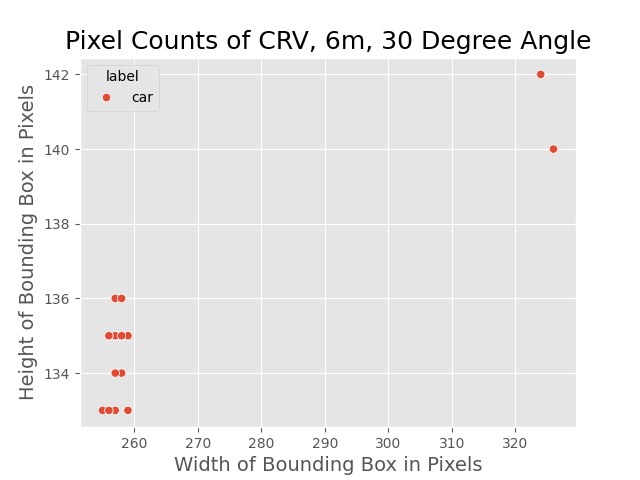 Pixel Counts of CRV, 6m, 30 Degree Angle
label
car
Height of Bounding Box in Pixels
142
140
138
136
134
260 270 280 290 300 310 320
Width of Bounding Box in Pixels